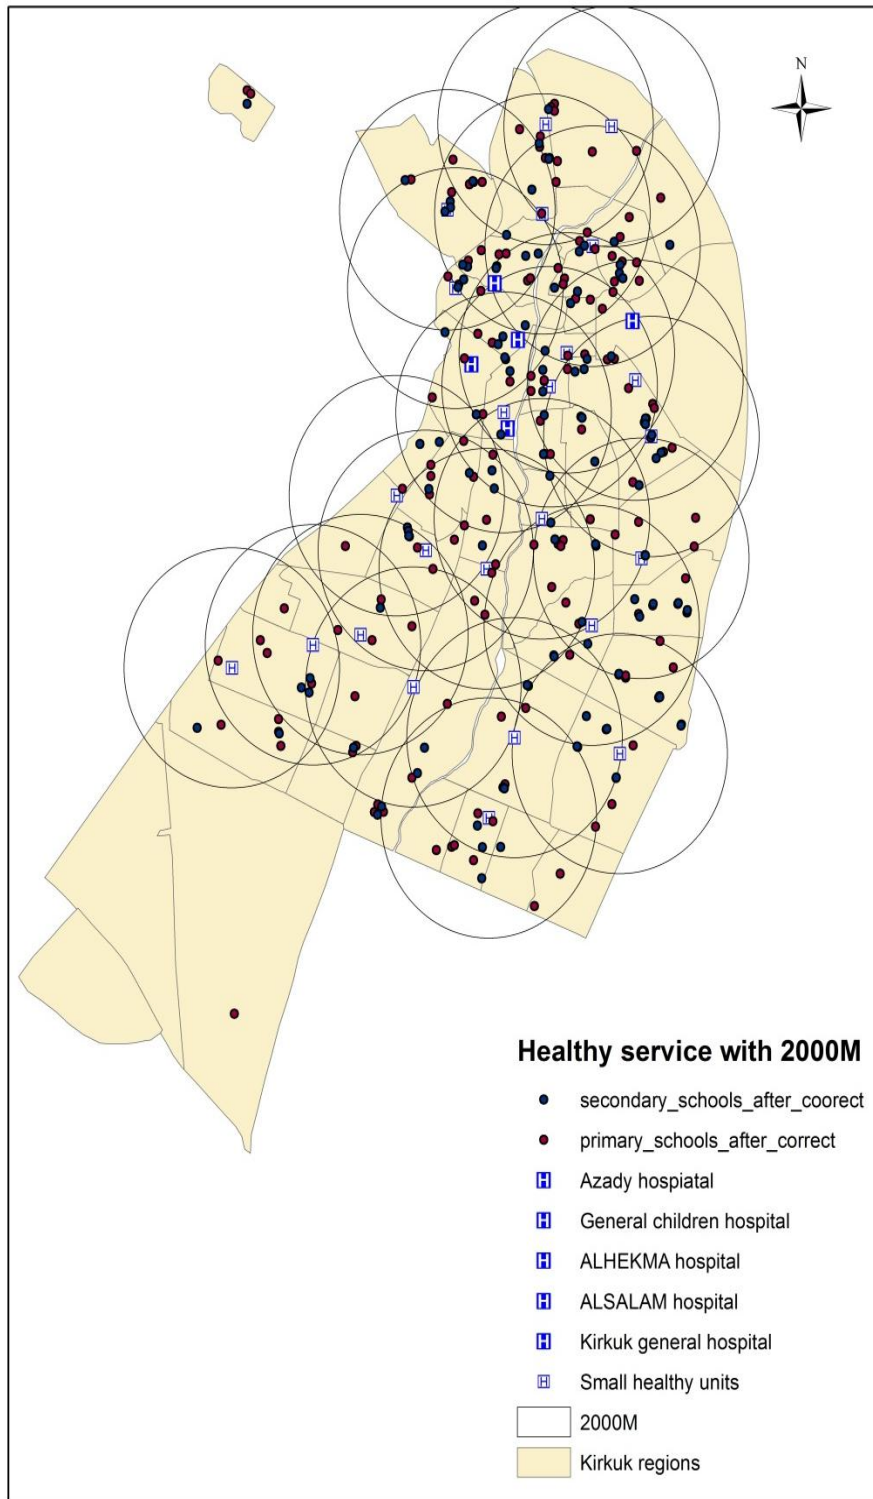 N
Healthy service with 2000M
secondary_schools_after_coorect
primary_schools_after_correct
H Azady hospiatal
H General children hospital
H ALHEKMA hospital
H ALSALAM hospital
H Kirkuk general hospital
H Small healthy units
2000M
Kirkuk regions